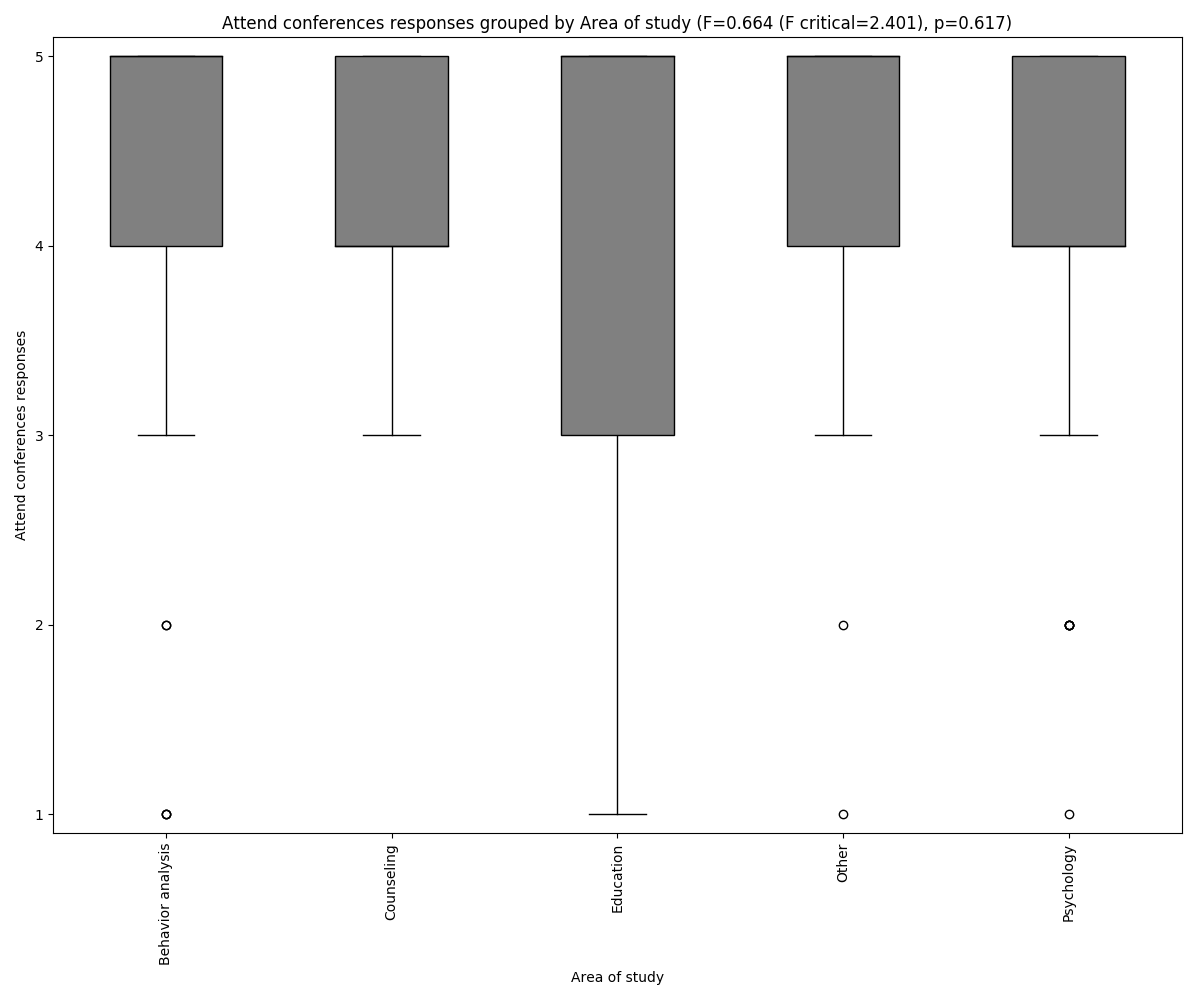 Attend conferences responses grouped by Area of study (F=0.664 (F critical=2.401), p=0.617)
Attend conferences responses
5
4
3
2
1
Behavior analysis
Counseling
Education
Other
Psychology
Area of study